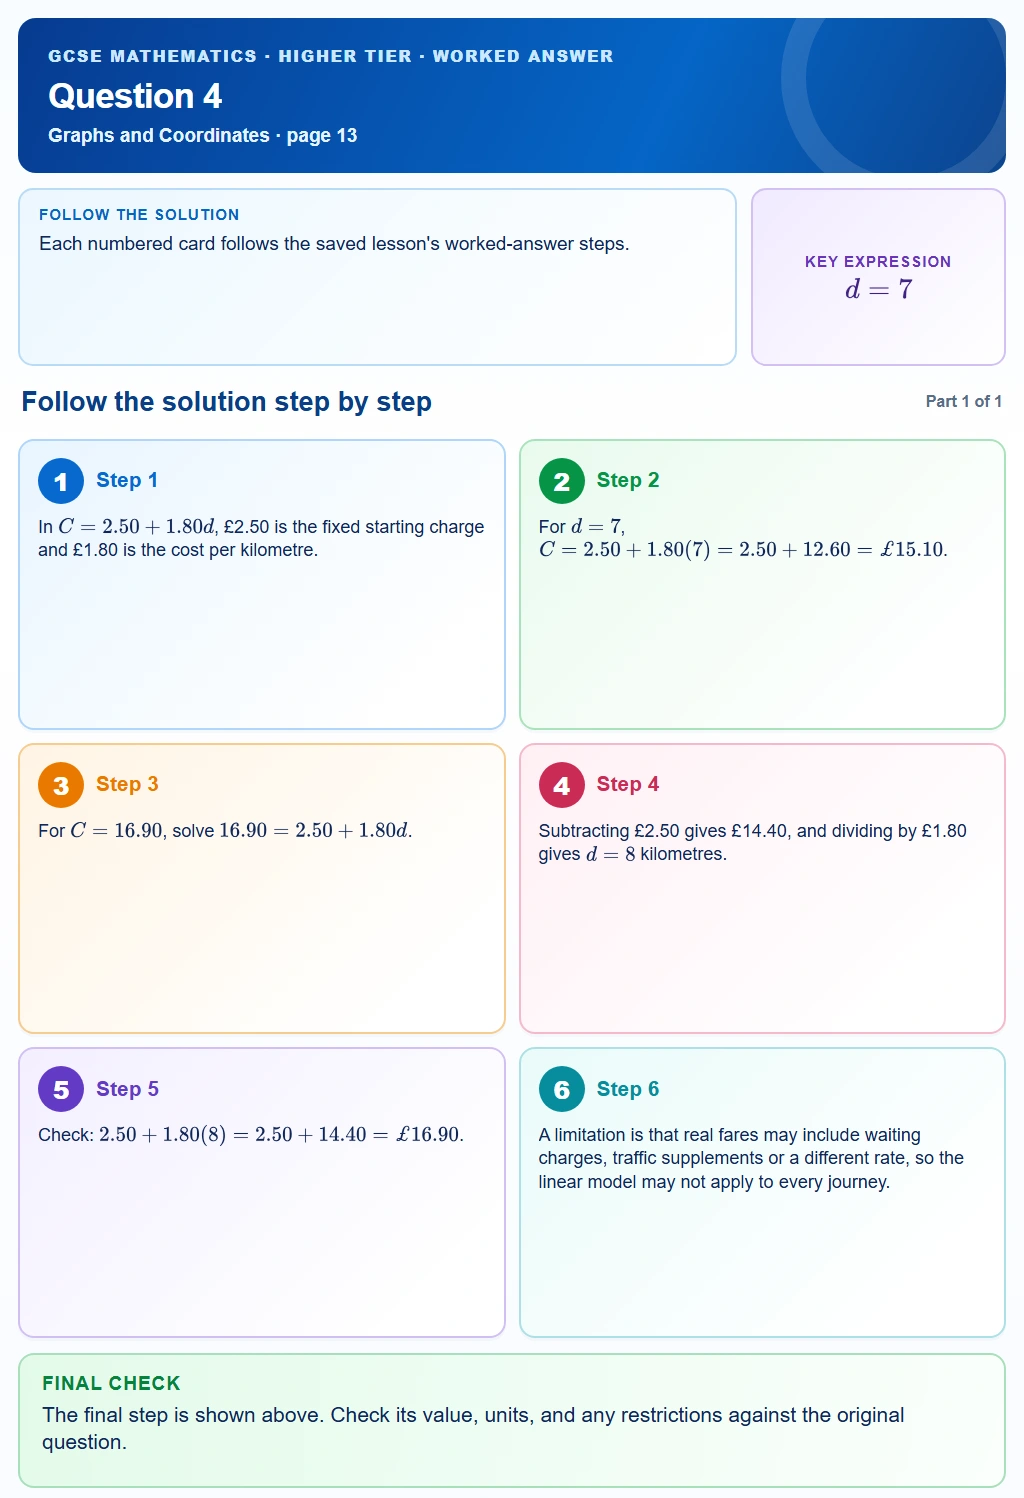 GCSE MATHEMATICS · HIGHER TIER · WORKED ANSWER
Question 4
Graphs and Coordinates · page 13
FOLLOW THE SOLUTION
Each numbered card follows the saved lesson's worked-answer steps.
KEY EXPRESSION
d = 7
Follow the solution step by step
Part 1 of 1
1 Step 1
In C = 2.50 + 1.80d, £2.50 is the fixed starting charge
and £1.80 is the cost per kilometre.
2 Step 2
For d = 7,
C = 2.50 + 1.80(7) = 2.50 + 12.60 = £15.10.
3 Step 3
For C = 16.90, solve 16.90 = 2.50 + 1.80d.
4 Step 4
Subtracting £2.50 gives £14.40, and dividing by £1.80
gives d = 8 kilometres.
5 Step 5
Check: 2.50 + 1.80(8) = 2.50 + 14.40 = £16.90.
6 Step 6
A limitation is that real fares may include waiting
charges, traffic supplements or a different rate, so the
linear model may not apply to every journey.
FINAL CHECK
The final step is shown above. Check its value, units, and any restrictions against the original
question.